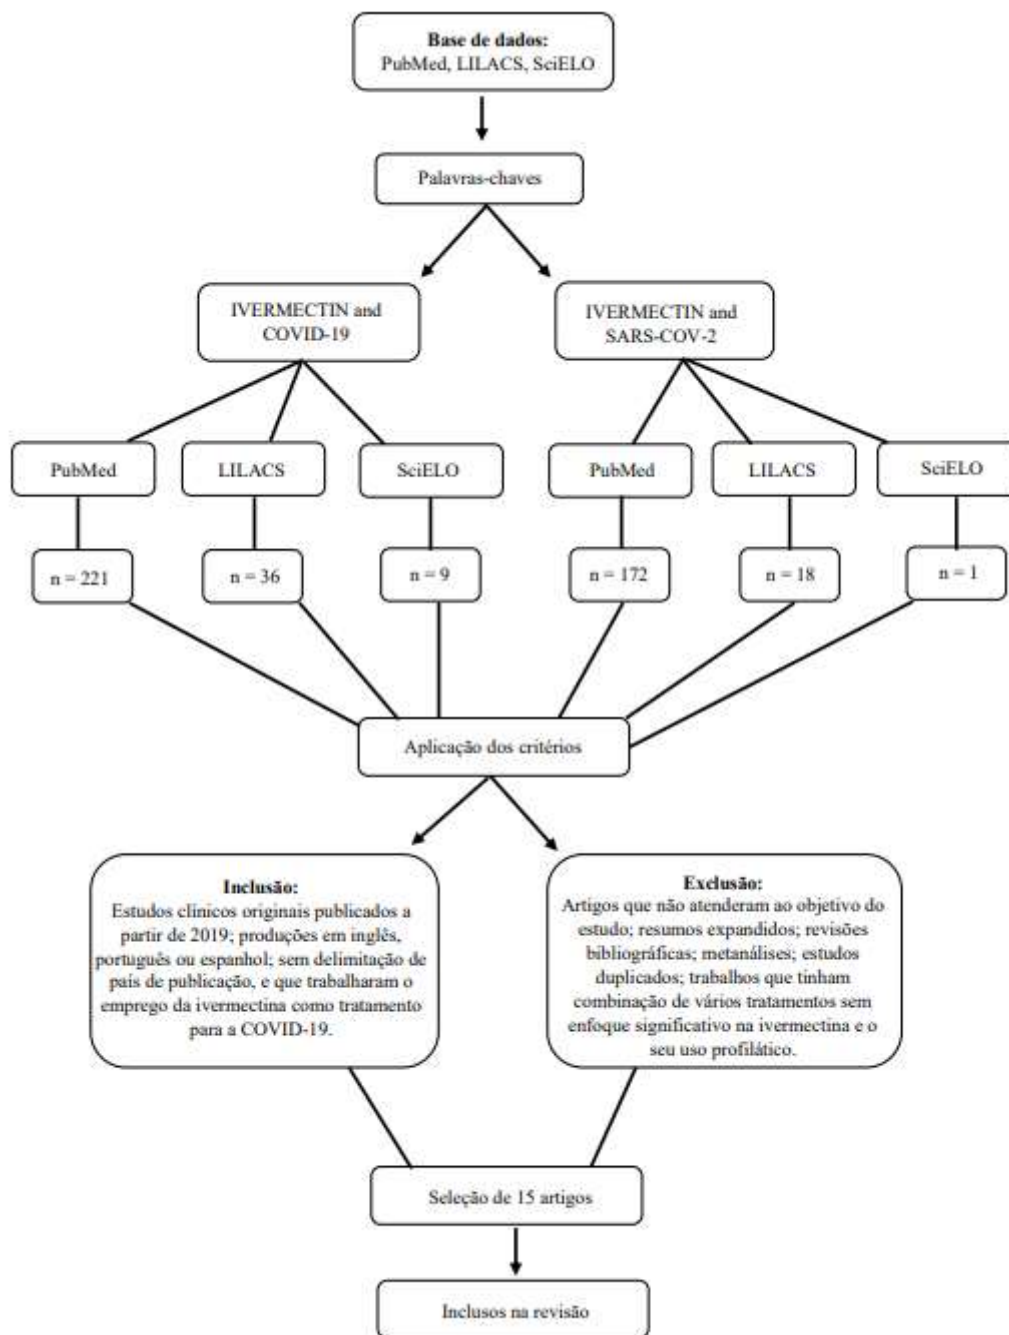 Base de dados:
PubMed, LILACS, SciELO
Palavras-chaves
IVERMECTIN and
COVID-19
IVERMECTIN and
SARS-COV-2
PubMed
LILACS
SciELO
PubMed
LILACS
SciELO
n = 221
n = 36
n = 9
n = 172
n = 18
n = 1
Aplicação dos critérios
Inclusão:
Estudos clínicos originais publicados a
partir de 2019; produções em inglês,
português ou espanhol; sem delimitação de
país de publicação, e que trabalharam o
emprego da ivermectina como tratamento
para a COVID-19.
Exclusão:
Artigos que não atenderam ao objetivo do
estudo; resumos expandidos; revisões
bibliográficas; metanálises; estudos
duplicados; trabalhos que tinham
combinação de vários tratamentos sem
enfoque significativo na ivermectina e o
seu uso profilático.
Seleção de 15 artigos
Inclusos na revisão